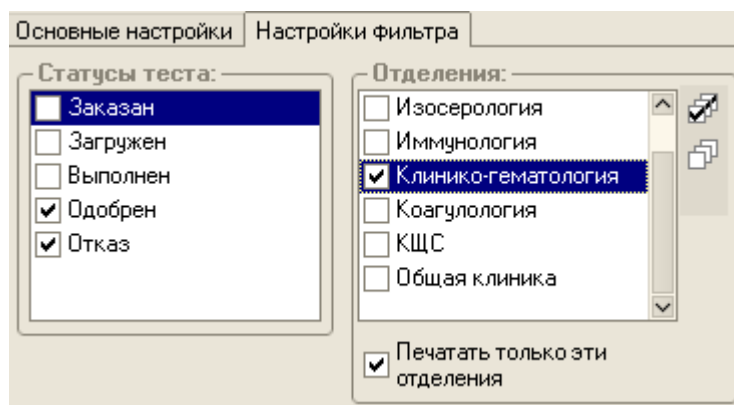 Основные настройки
Настройки фильтра
Статусы теста:
Заказан
Загружен
Выполнен
Одобрен
Отказ
Отделения:
Изосерология
Иммунология
Клинико-гематология
Коагулология
КЩС
Общая клиника
Печатать только эти
отделения